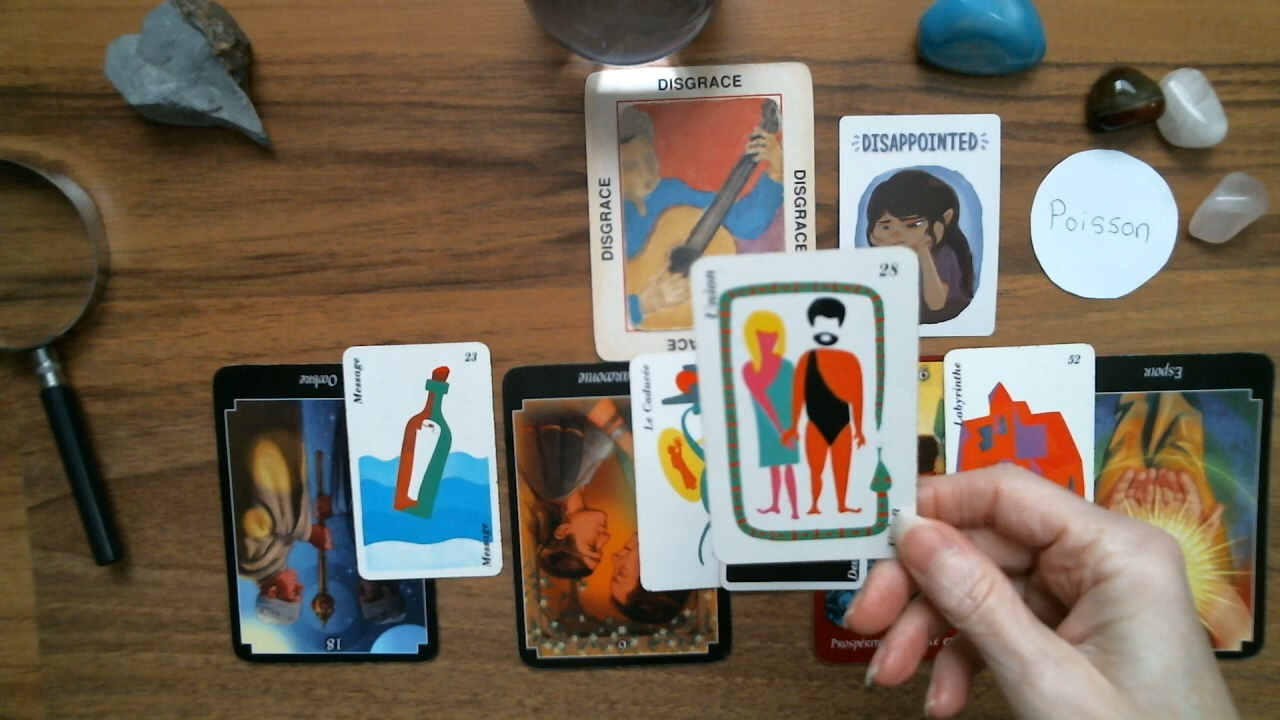 DISGRACE
DISGRACE
DISGRACE
DISAPPOINTED
Poisson
Union
28
Message
23
Message
18
Le Caducée
6
Labyrinthe
52
Espoir